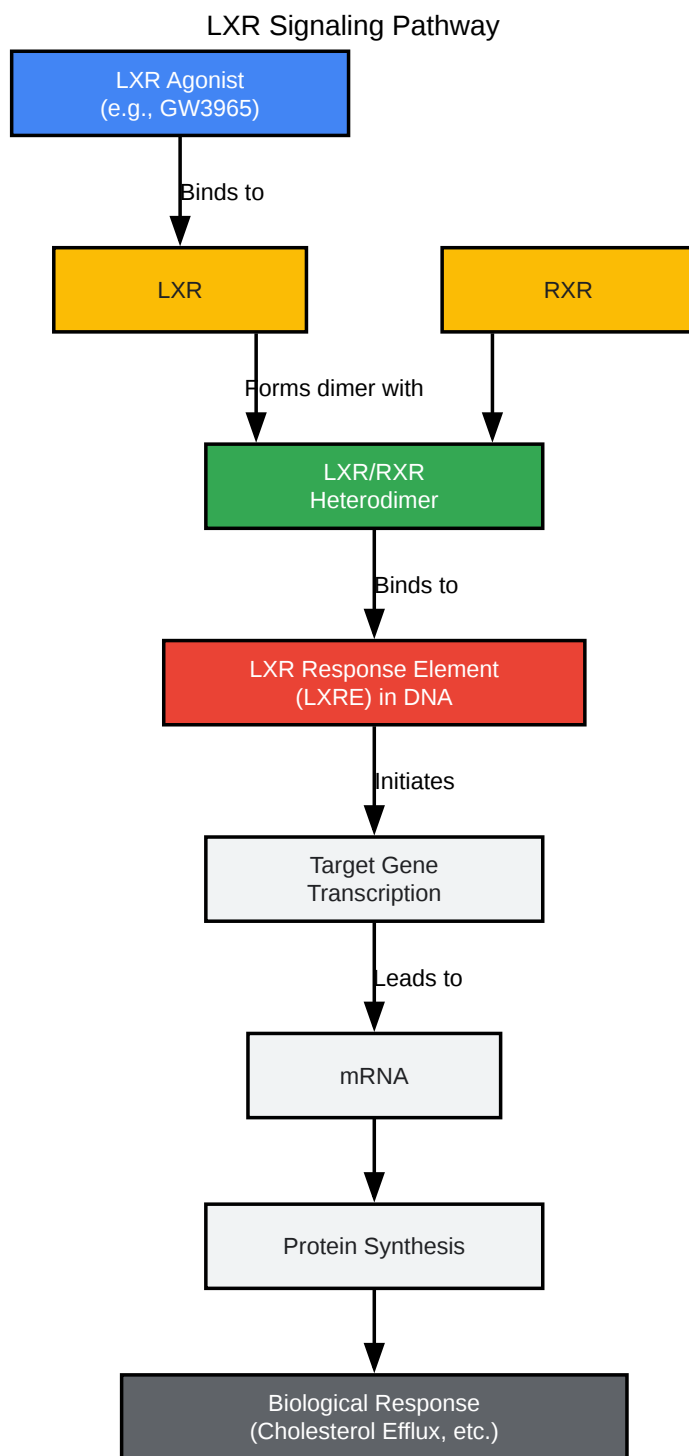 LXR Signaling Pathway
LXR Agonist
(e.g., GW3965)
Binds to
LXR
RXR
Forms dimer with
LXR/RXR
Heterodimer
Binds to
LXR Response Element
(LXRE) in DNA
Initiates
Target Gene
Transcription
Leads to
mRNA
Protein Synthesis
Biological Response
(Cholesterol Efflux, etc.)